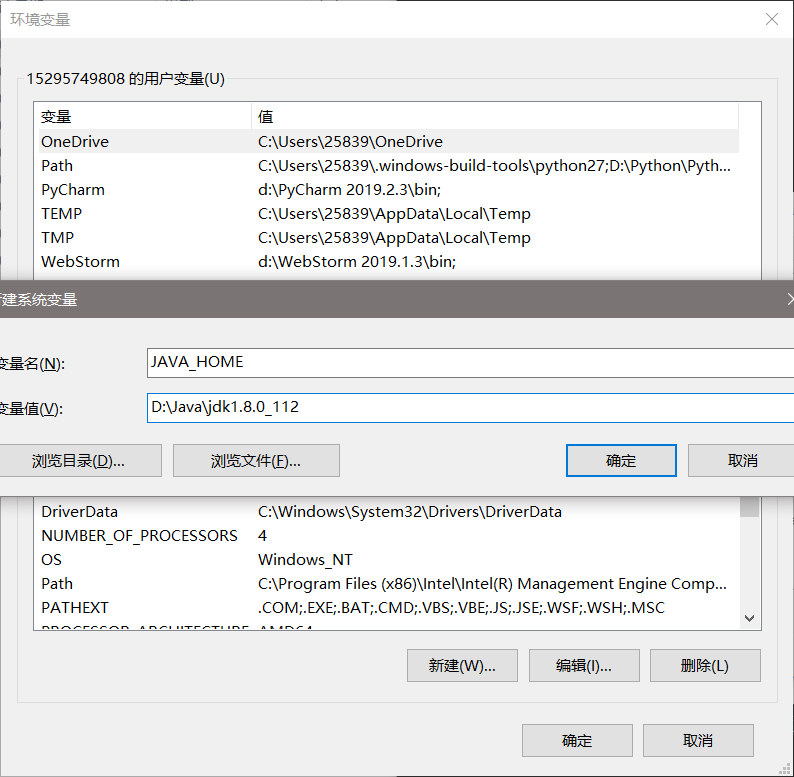 环境变量
15295749808 的用户变量(U)
变量 值
OneDrive C:\Users\25839\OneDrive
Path C:\Users\25839\.windows-build-tools\python27;D:\Python\Pyth...
PyCharm d:\PyCharm 2019.2.3\bin;
TEMP C:\Users\25839\AppData\Local\Temp
TMP C:\Users\25839\AppData\Local\Temp
WebStorm d:\WebStorm 2019.1.3\bin;
建系统变量
变量名(N): JAVA_HOME
变量值(V): D:\Java\jdk1.8.0_112
浏览目录(D)... 浏览文件(F)... 确定 取消
DriverData C:\Windows\System32\Drivers\DriverData
NUMBER_OF_PROCESSORS 4
OS Windows_NT
Path C:\Program Files (x86)\Intel\Intel(R) Management Engine Comp...
PATHEXT .COM;.EXE;.BAT;.CMD;.VBS;.VBE;.JS;.JSE;.WSF;.WSH;.MSC
PROCESSOR_ARCHITECTURE AMD64
新建(W)... 编辑(I)... 删除(L)
确定 取消